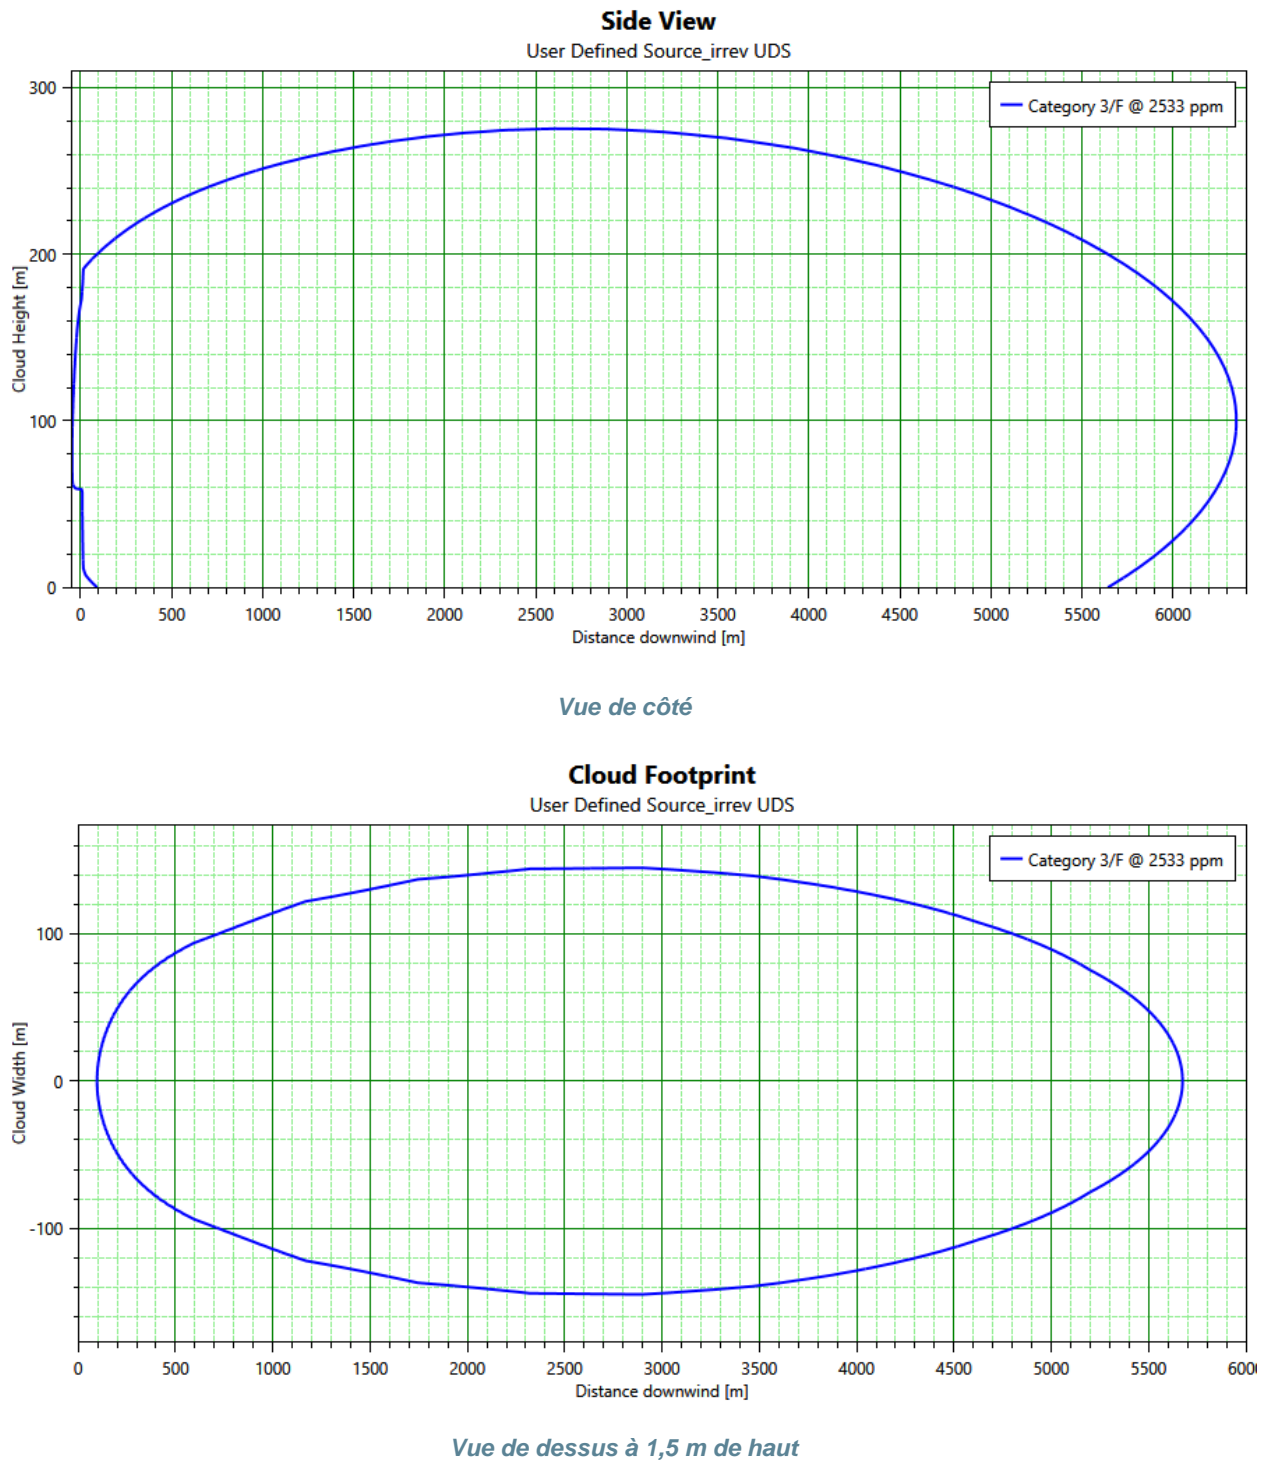 Side View
User Defined Source_irrev UDS
Category 3/F @ 2533 ppm
300
200
100
0
Cloud Height [m]
0 500 1000 1500 2000 2500 3000 3500 4000 4500 5000 5500 6000
Distance downwind [m]
Vue de côté
Cloud Footprint
User Defined Source_irrev UDS
Category 3/F @ 2533 ppm
100
0
-100
Cloud Width [m]
0 500 1000 1500 2000 2500 3000 3500 4000 4500 5000 5500 600
Distance downwind [m]
Vue de dessus à 1,5 m de haut